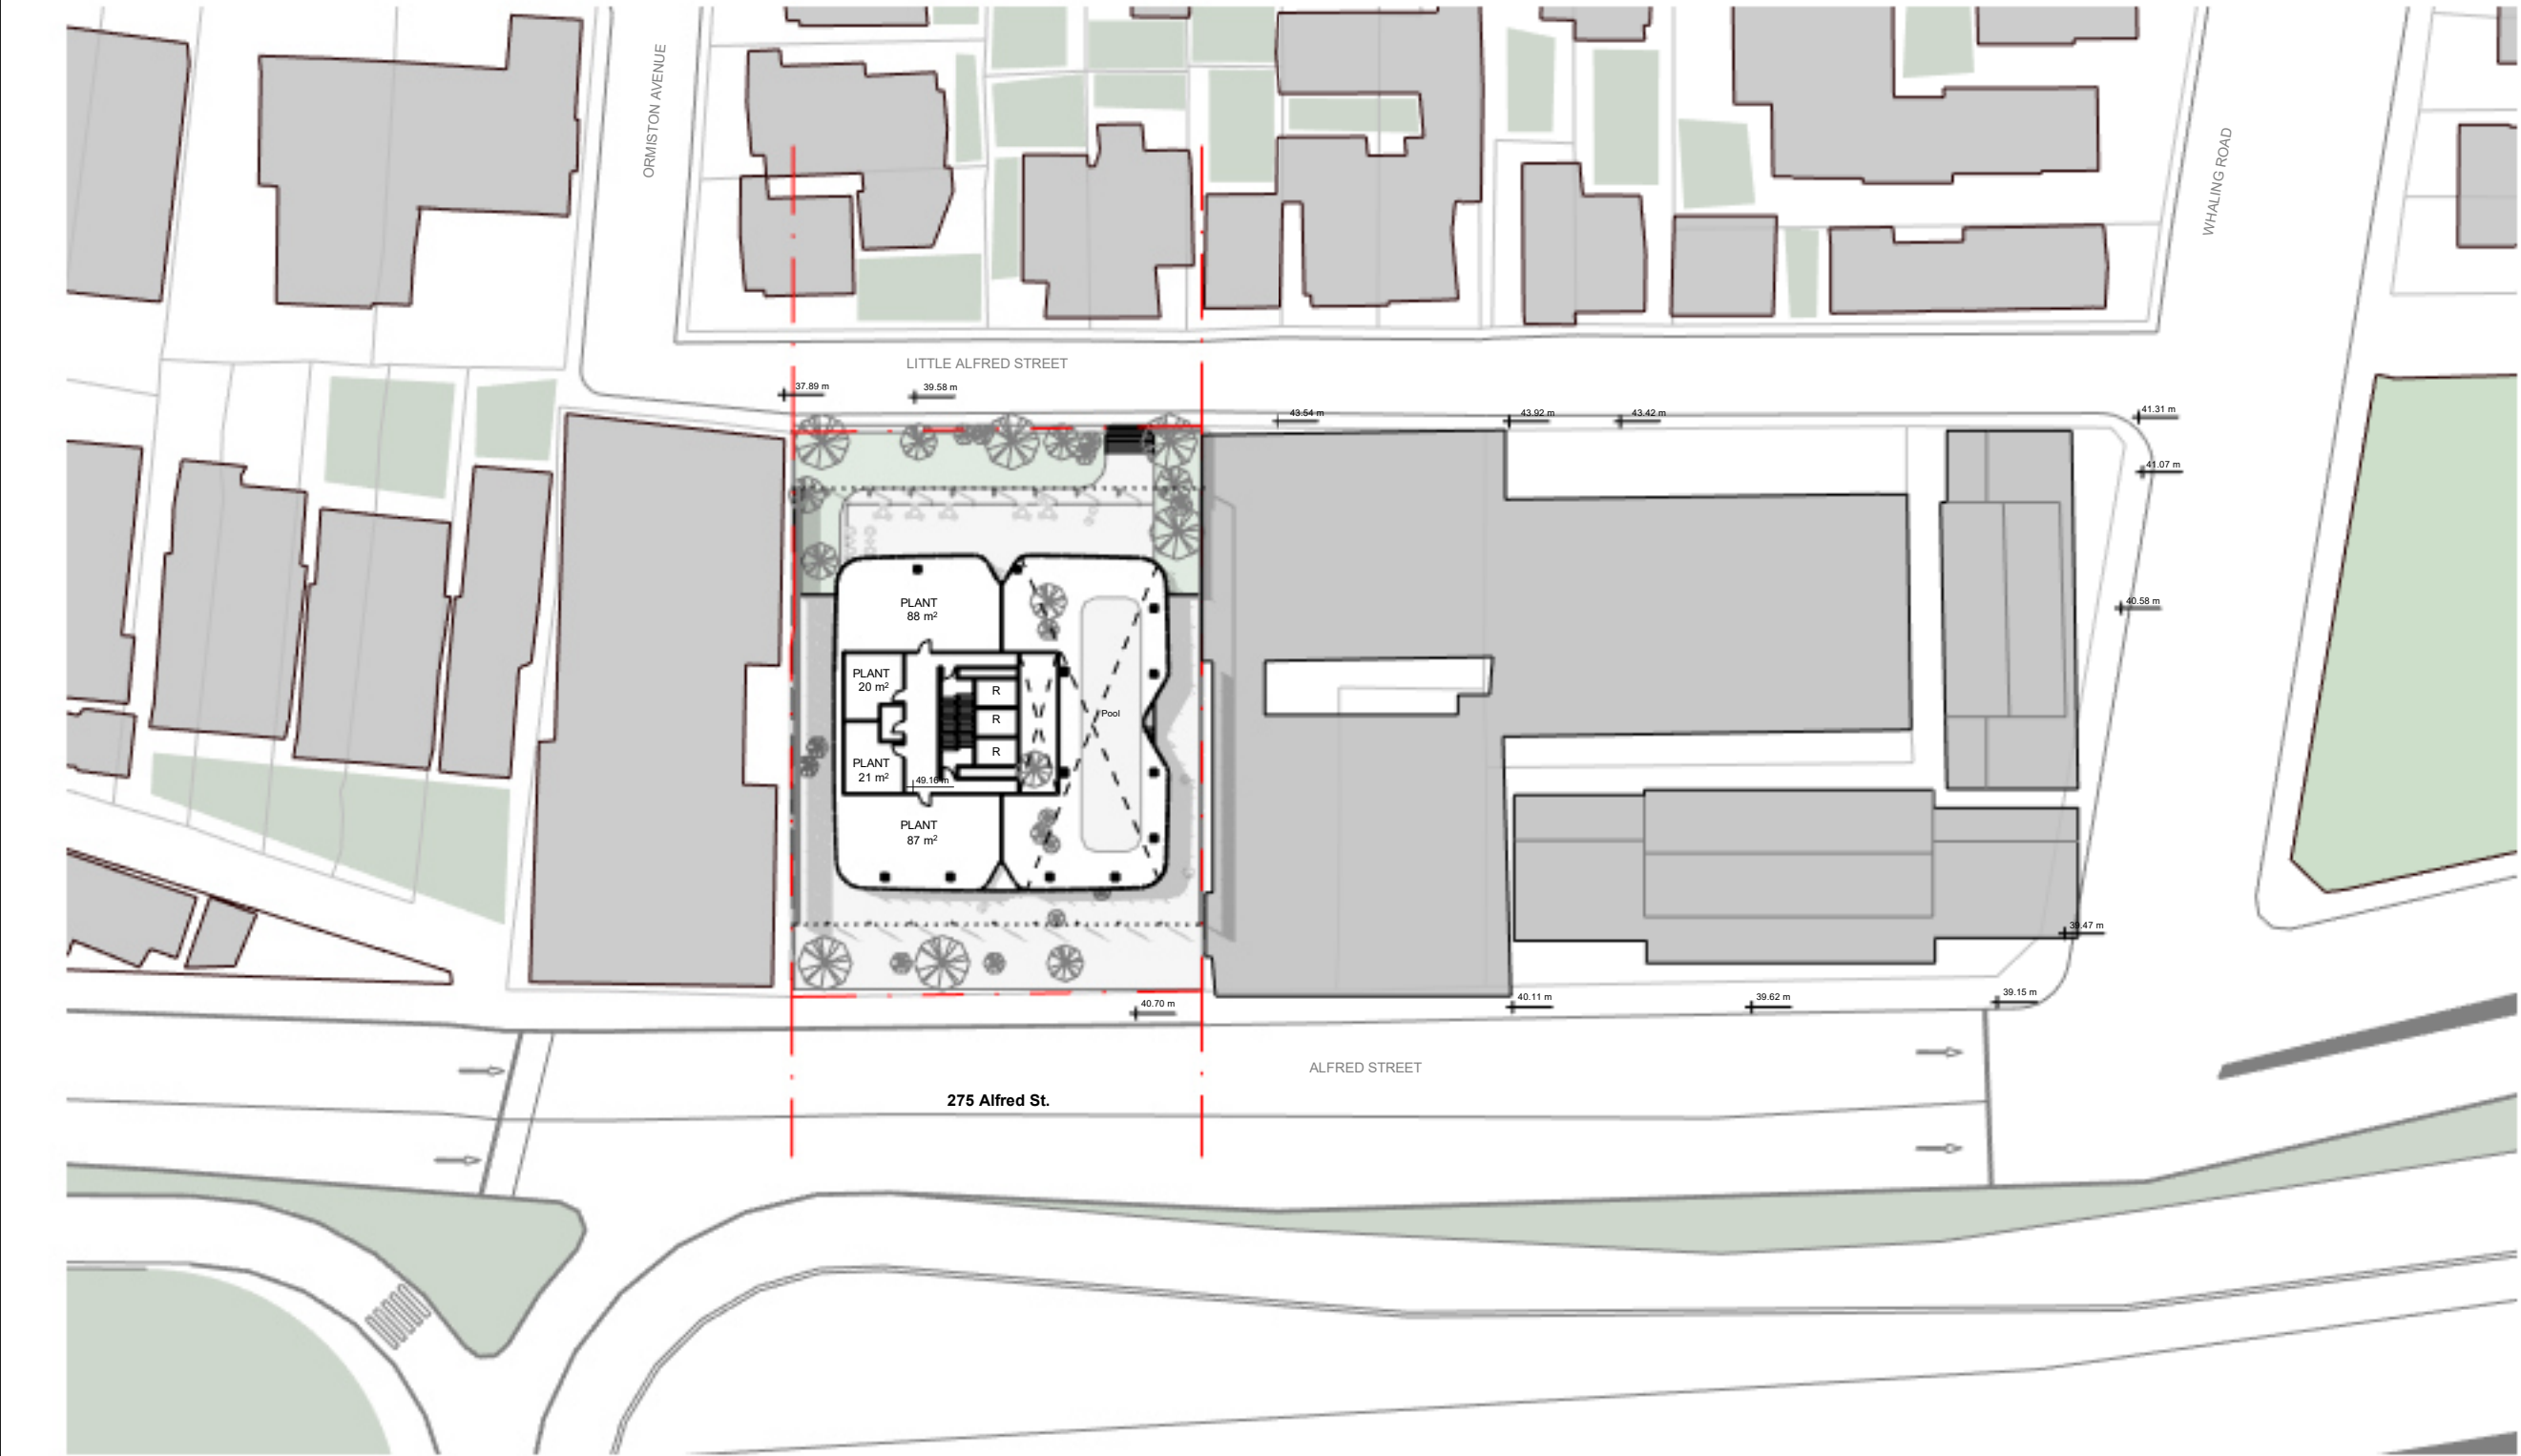 ORMISTON AVENUE
WHALING ROAD
LITTLE ALFRED STREET
37.89 m
39.58 m
43.54 m
43.92 m
43.42 m
41.31 m
41.07 m
40.58 m
PLANT
88 m²
PLANT
20 m²
R
R
R
Pool
PLANT
21 m²
49.16 m
PLANT
87 m²
39.47 m
40.70 m
40.11 m
39.62 m
39.15 m
ALFRED STREET
275 Alfred St.